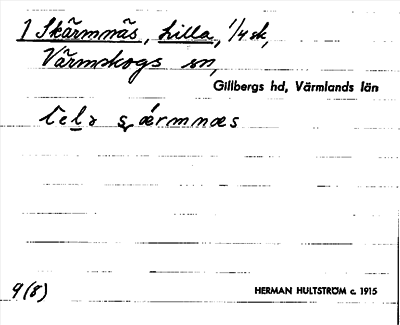 1 Skärmnäs, Lilla, 1/4 sk,
Värmskogs sn,
Gillbergs hd, Värmlands län
9(8)
HERMAN HULTSTRÖM c. 1915